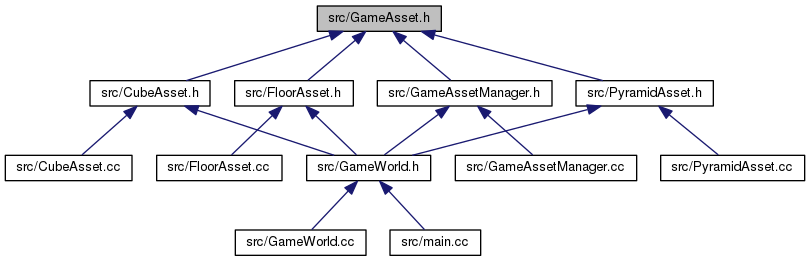 src/GameAsset.h
src/CubeAsset.h
src/FloorAsset.h
src/GameAssetManager.h
src/PyramidAsset.h
src/CubeAsset.cc
src/FloorAsset.cc
src/GameWorld.h
src/GameAssetManager.cc
src/PyramidAsset.cc
src/GameWorld.cc
src/main.cc